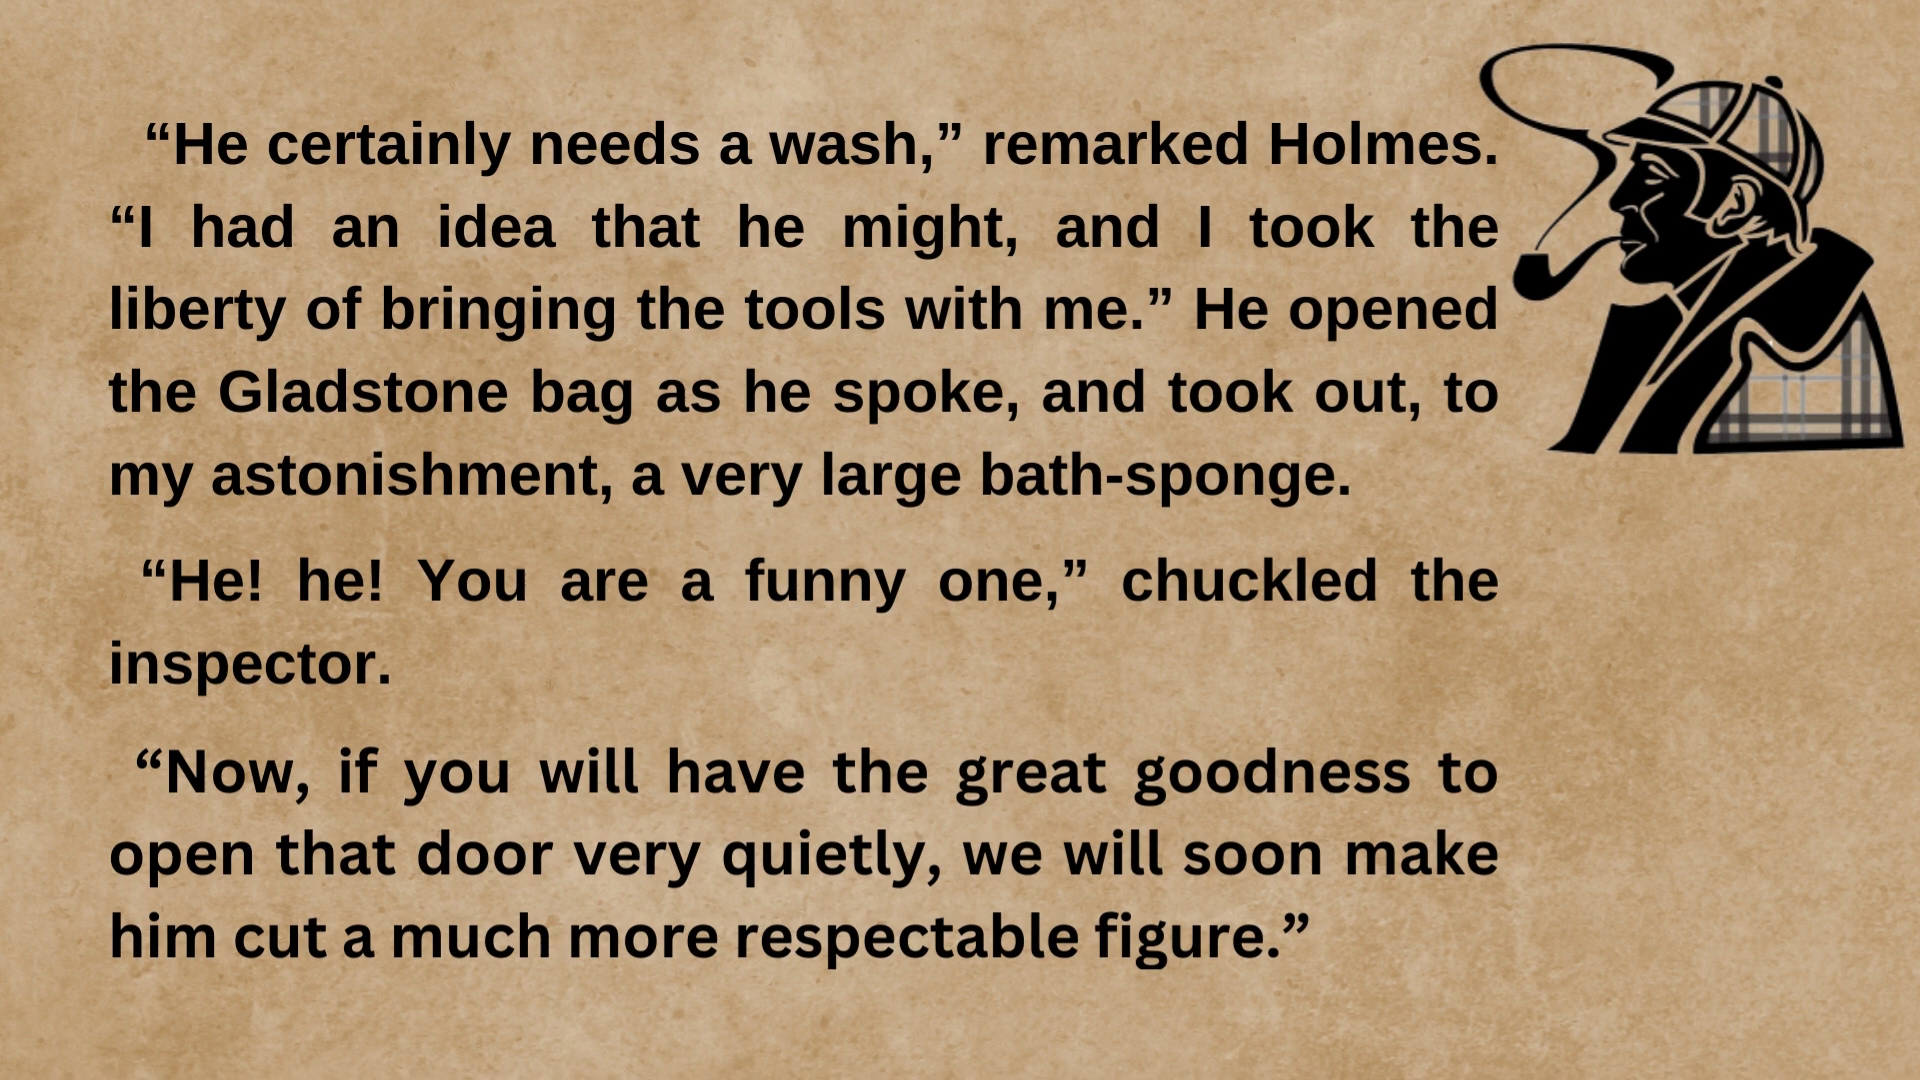 “He certainly needs a wash,” remarked Holmes.
“I had an idea that he might, and I took the
liberty of bringing the tools with me.” He opened
the Gladstone bag as he spoke, and took out, to
my astonishment, a very large bath-sponge.
“He! he! You are a funny one,” chuckled the
inspector.
“Now, if you will have the great goodness to
open that door very quietly, we will soon make
him cut a much more respectable figure.”